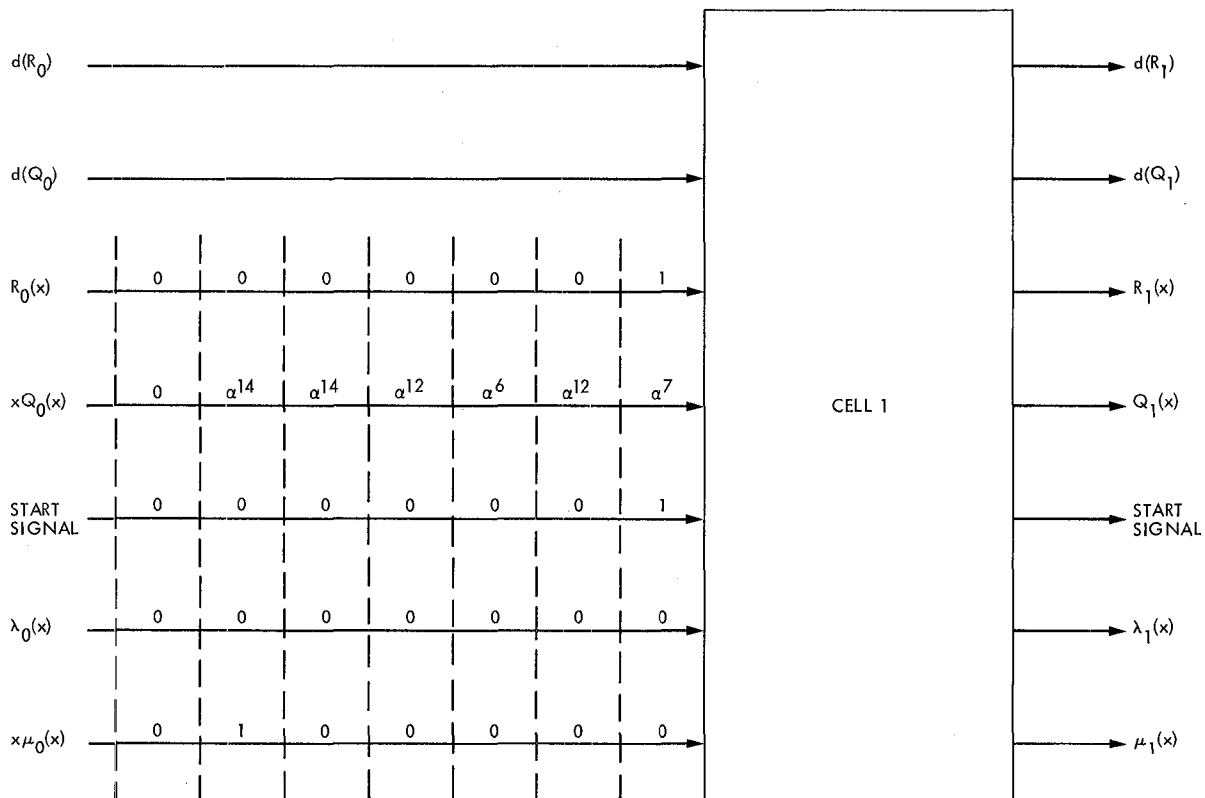 d(R₀) d(R₁)
d(Q₀) d(Q₁)
R₀(x) 0 0 0 0 0 0 1 R₁(x)
xQ₀(x) 0 α¹⁴ α¹⁴ α¹² α⁶ α¹² α⁷ CELL 1 Q₁(x)
START SIGNAL 0 0 0 0 0 0 1 START SIGNAL
λ₀(x) 0 0 0 0 0 0 0 λ₁(x)
xμ₀(x) 0 1 0 0 0 0 0 μ₁(x)